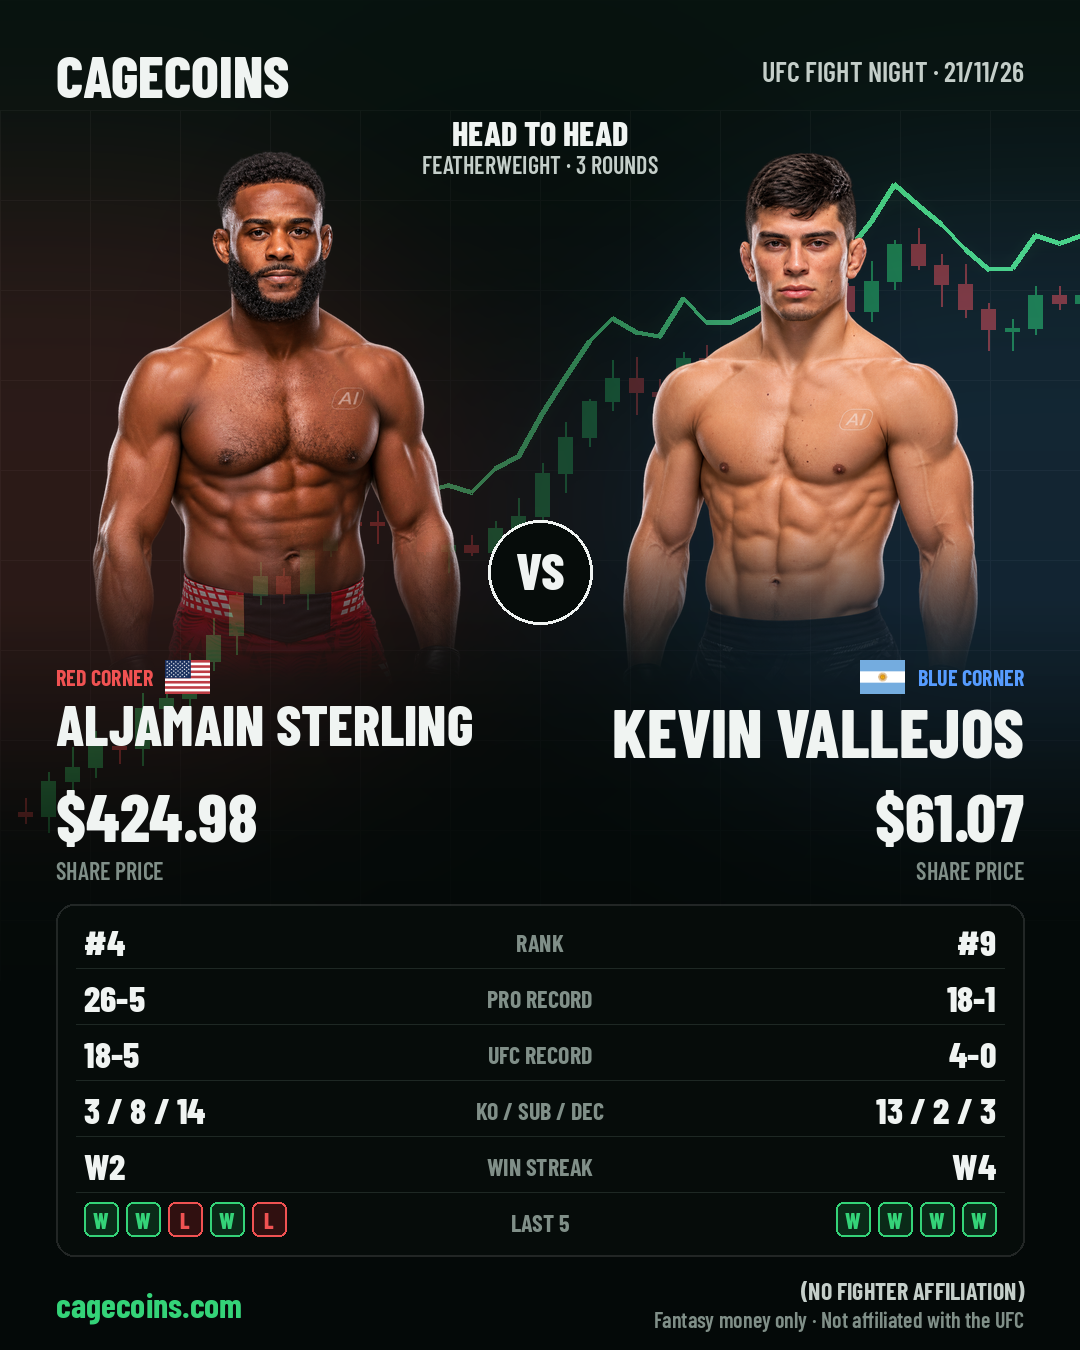 CAGECOINS
UFC FIGHT NIGHT · 21/11/26
HEAD TO HEAD
FEATHERWEIGHT · 3 ROUNDS
AI
AI
VS
RED CORNER
BLUE CORNER
ALJAMAIN STERLING
KEVIN VALLEJOS
$424.98
$61.07
SHARE PRICE
SHARE PRICE
#4 RANK #9
26-5 PRO RECORD 18-1
18-5 UFC RECORD 4-0
3 / 8 / 14 KO / SUB / DEC 13 / 2 / 3
W2 WIN STREAK W4
W W L W L LAST 5 W W W W
cagecoins.com
(NO FIGHTER AFFILIATION)
Fantasy money only · Not affiliated with the UFC